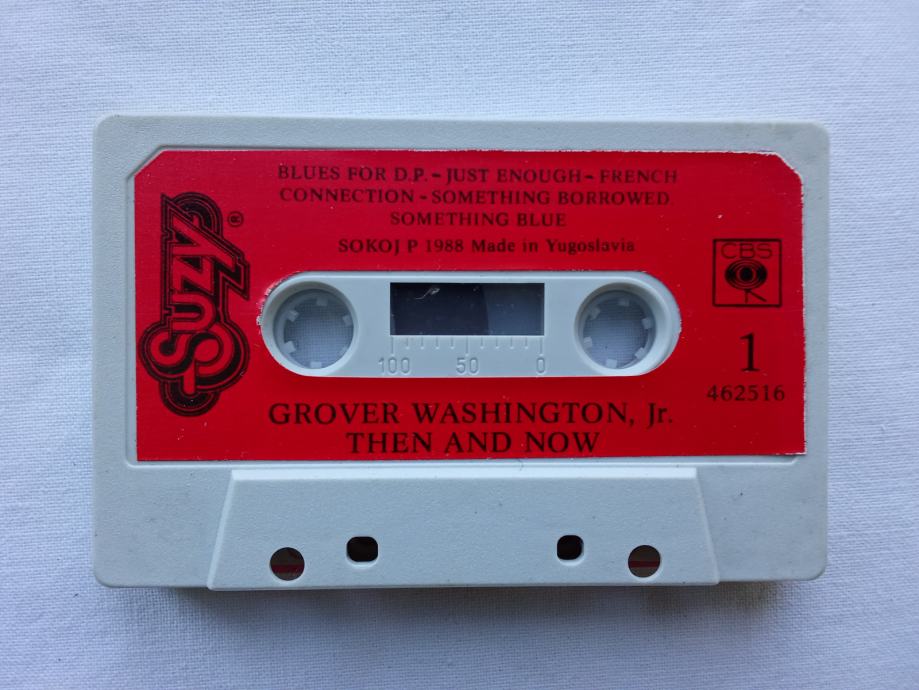 BLUES FOR D.P. - JUST ENOUGH - FRENCH
CONNECTION - SOMETHING BORROWED
SOMETHING BLUE
SOKOJ P 1988 Made in Yugoslavia
SUZY ®
CBS
100 50 0
1
462516
GROVER WASHINGTON, Jr.
THEN AND NOW